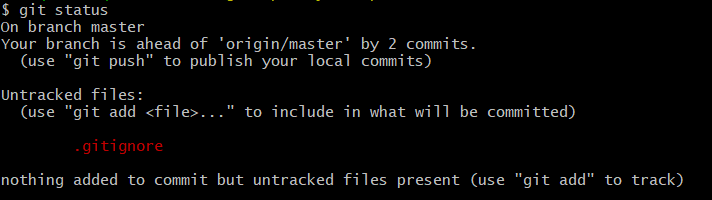 $ git status
On branch master
Your branch is ahead of 'origin/master' by 2 commits.
  (use "git push" to publish your local commits)

Untracked files:
  (use "git add <file>..." to include in what will be committed)

        .gitignore

nothing added to commit but untracked files present (use "git add" to track)